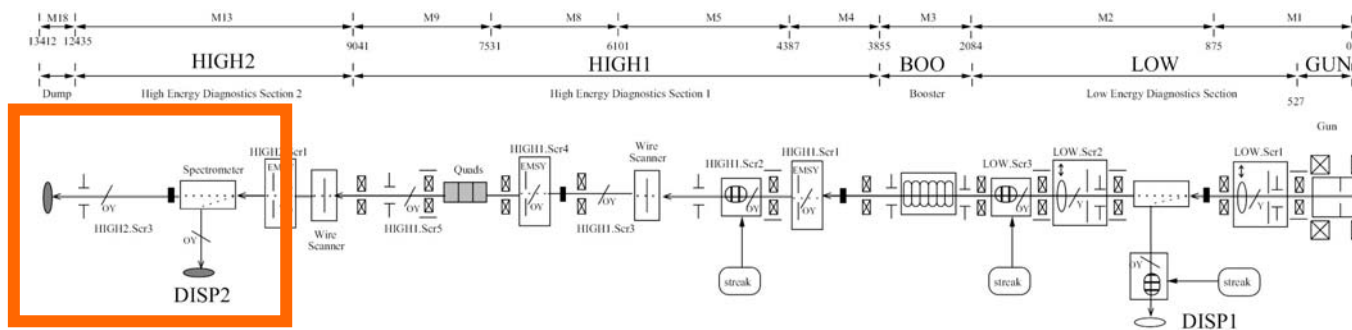 M18 M13 M9 M8 M5 M4 M3 M2 M1
13412 12435 9041 7531 6101 4387 3855 2084 875 0
HIGH2 HIGH1 BOO LOW GUN
Dump High Energy Diagnostics Section 2 High Energy Diagnostics Section 1 Booster Low Energy Diagnostics Section 527
Gun
Spectrometer
HIGH2.Scr1
EMSY
OY
HIGH2.Scr3
OY
DISP2
Wire
Scanner
OY
HIGH1.Scr5
Quads
HIGH1.Scr4
EMSY
OY
OY
HIGH1.Scr3
Wire
Scanner
HIGH1.Scr2
OY
streak
HIGH1.Scr1
EMSY
OY
LOW.Scr3
OY
streak
LOW.Scr2
Y
OY
streak
DISP1
LOW.Scr1
Y